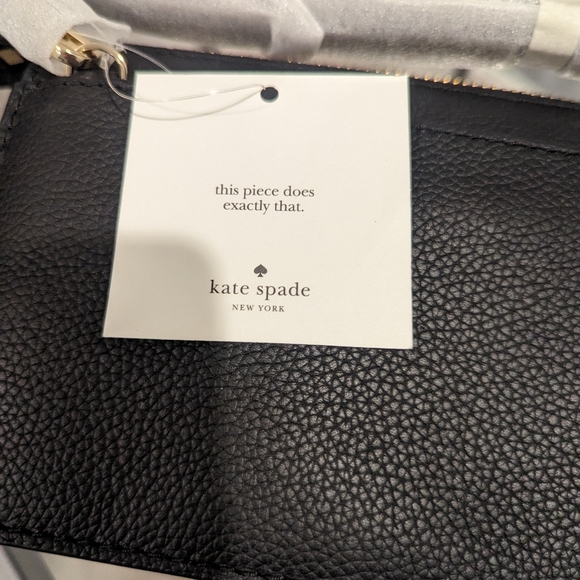 this piece does
exactly that.
kate spade
NEW YORK